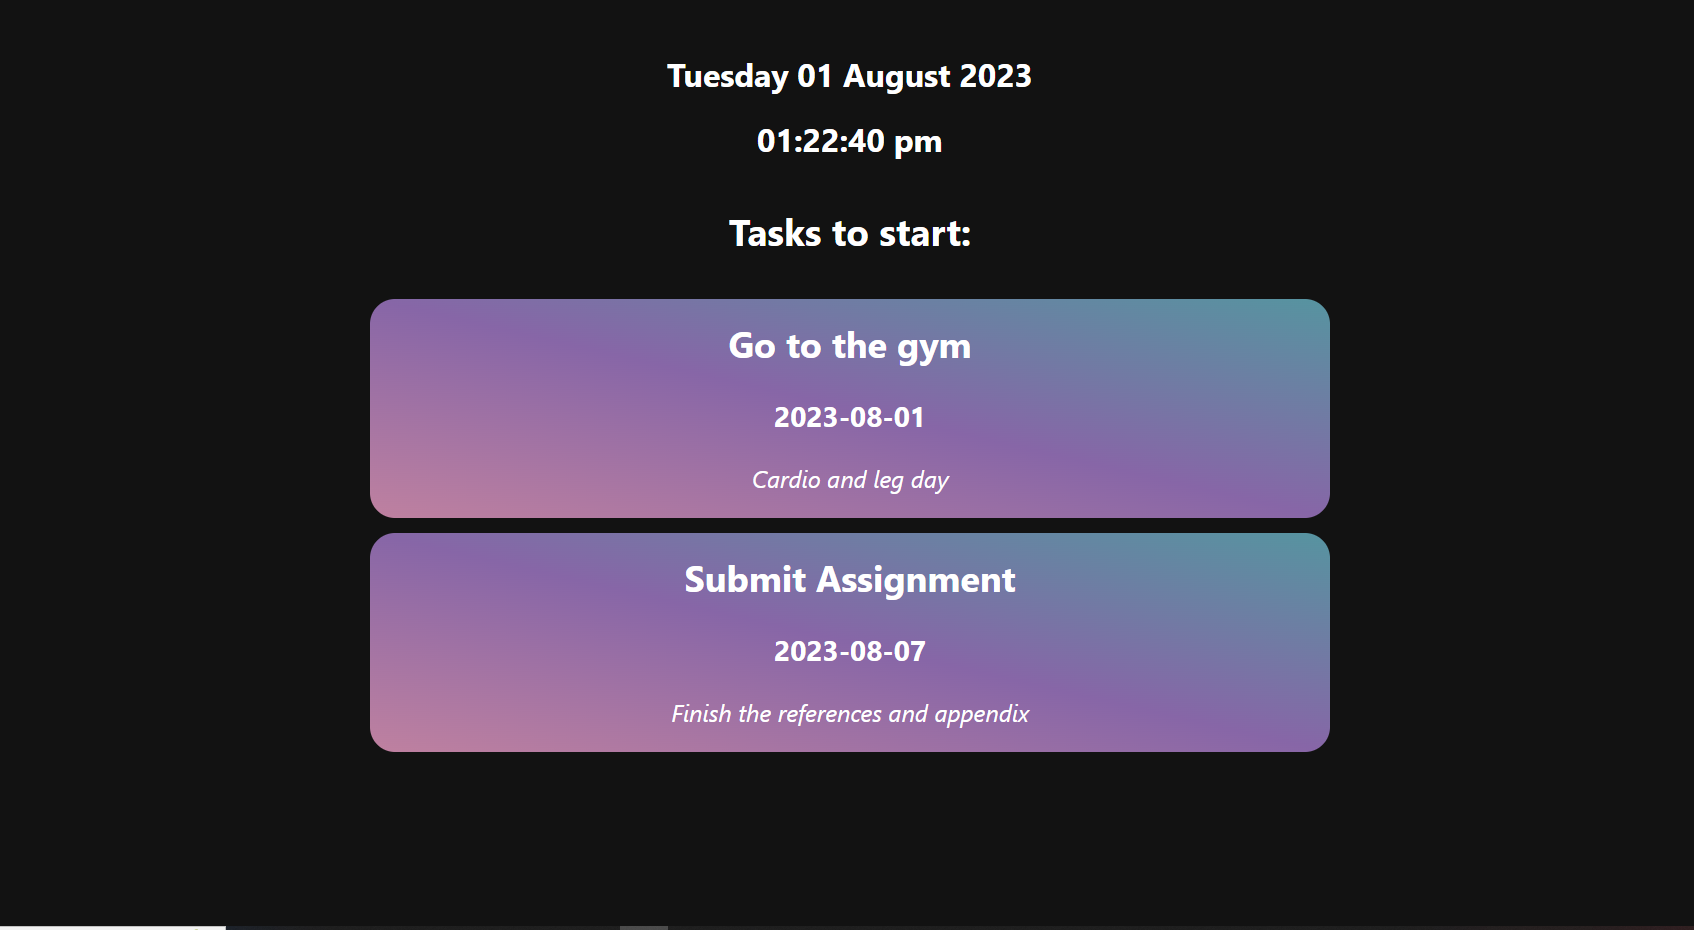 Tuesday 01 August 2023
01:22:40 pm
Tasks to start:
Go to the gym
2023-08-01
Cardio and leg day
Submit Assignment
2023-08-07
Finish the references and appendix